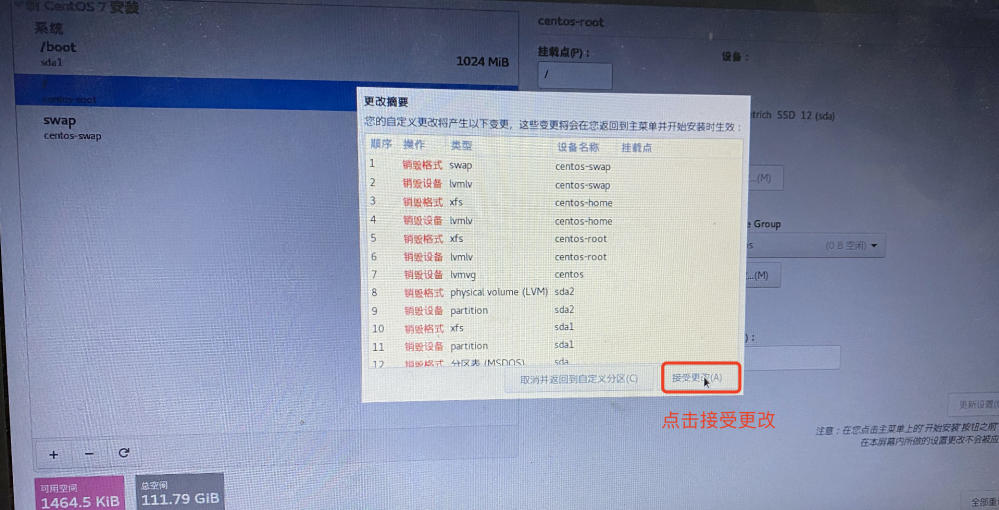 新 CentOS 7 安装
系统
/boot
sda1
1024 MiB
centos-root
swap
centos-swap
centos-root
挂载点(P)：
/
设备：
SSD 12 (sda)
...(M)
Group
(0 B 空闲)
...(M)
更改摘要
您的自定义更改将产生以下变更，这些变更将会在您返回到主菜单并开始安装时生效：
顺序 操作 类型 设备名称 挂载点
1 销毁格式 swap centos-swap
2 销毁设备 lvmlv centos-swap
3 销毁格式 xfs centos-home
4 销毁设备 lvmlv centos-home
5 销毁格式 xfs centos-root
6 销毁设备 lvmlv centos-root
7 销毁设备 lvmvg centos
8 销毁格式 physical volume (LVM) sda2
9 销毁设备 partition sda2
10 销毁格式 xfs sda1
11 销毁设备 partition sda1
12 销毁格式 分区表 (MSDOS) sda
取消并返回到自定义分区(C)
接受更改(A)
点击接受更改
更新设置(
注意：在您点击主菜单上的'开始安装'按钮之前
在本屏幕内所做的设置更改不会被应
+ −
可用空间
1464.5 KiB
总空间
111.79 GiB
全部重